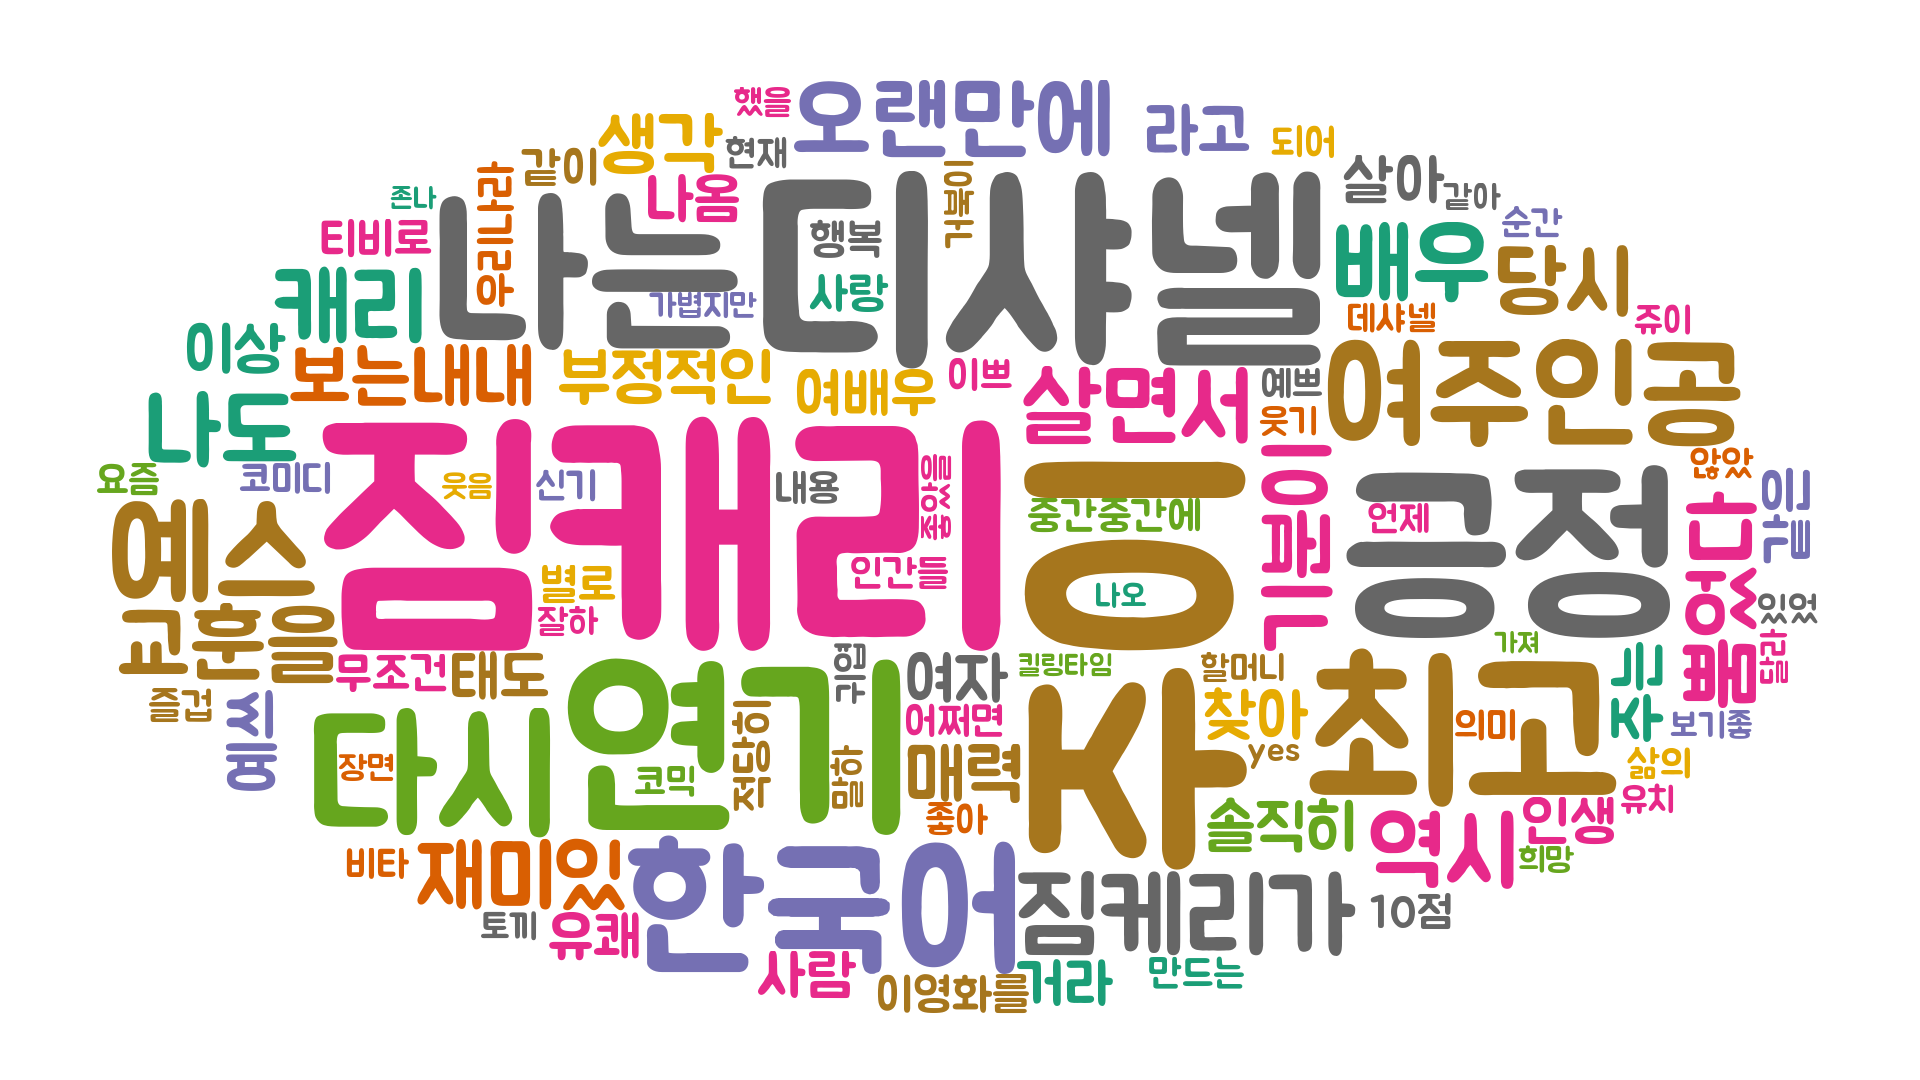 했을
오랜만에
라고
되어
생각
현재
같이
나옴
우리나라
존나
티비로
나는
디샤넬
행복
사랑
가볍지만
살아
같아
순간
배우
당시
캐리
이상
보는내내
부정적인
여배우
이쁘
살면서
예쁘
웃기
데샤넬
쥬이
여주인공
나도
요즘
코미디
웃음
신기
내용
좋았을
짐캐리
인간들
별로
잘하
중간중간에
나오
긍정
언제
않았
예스
교훈을
무조건
태도
즐겁
다시
연기
장면
코믹
적당히
말하
여자
어쩌면
매력
좋아
킬링타임
할머니
찾아
yes
최고
의미
가져
있었
봤었다
보기좋
삶의
유치
인생
희망
역시
솔직히
비타
재미있
토끼
유쾌
한국어
짐케리가
10점
사람
이영화를
거라
만드는